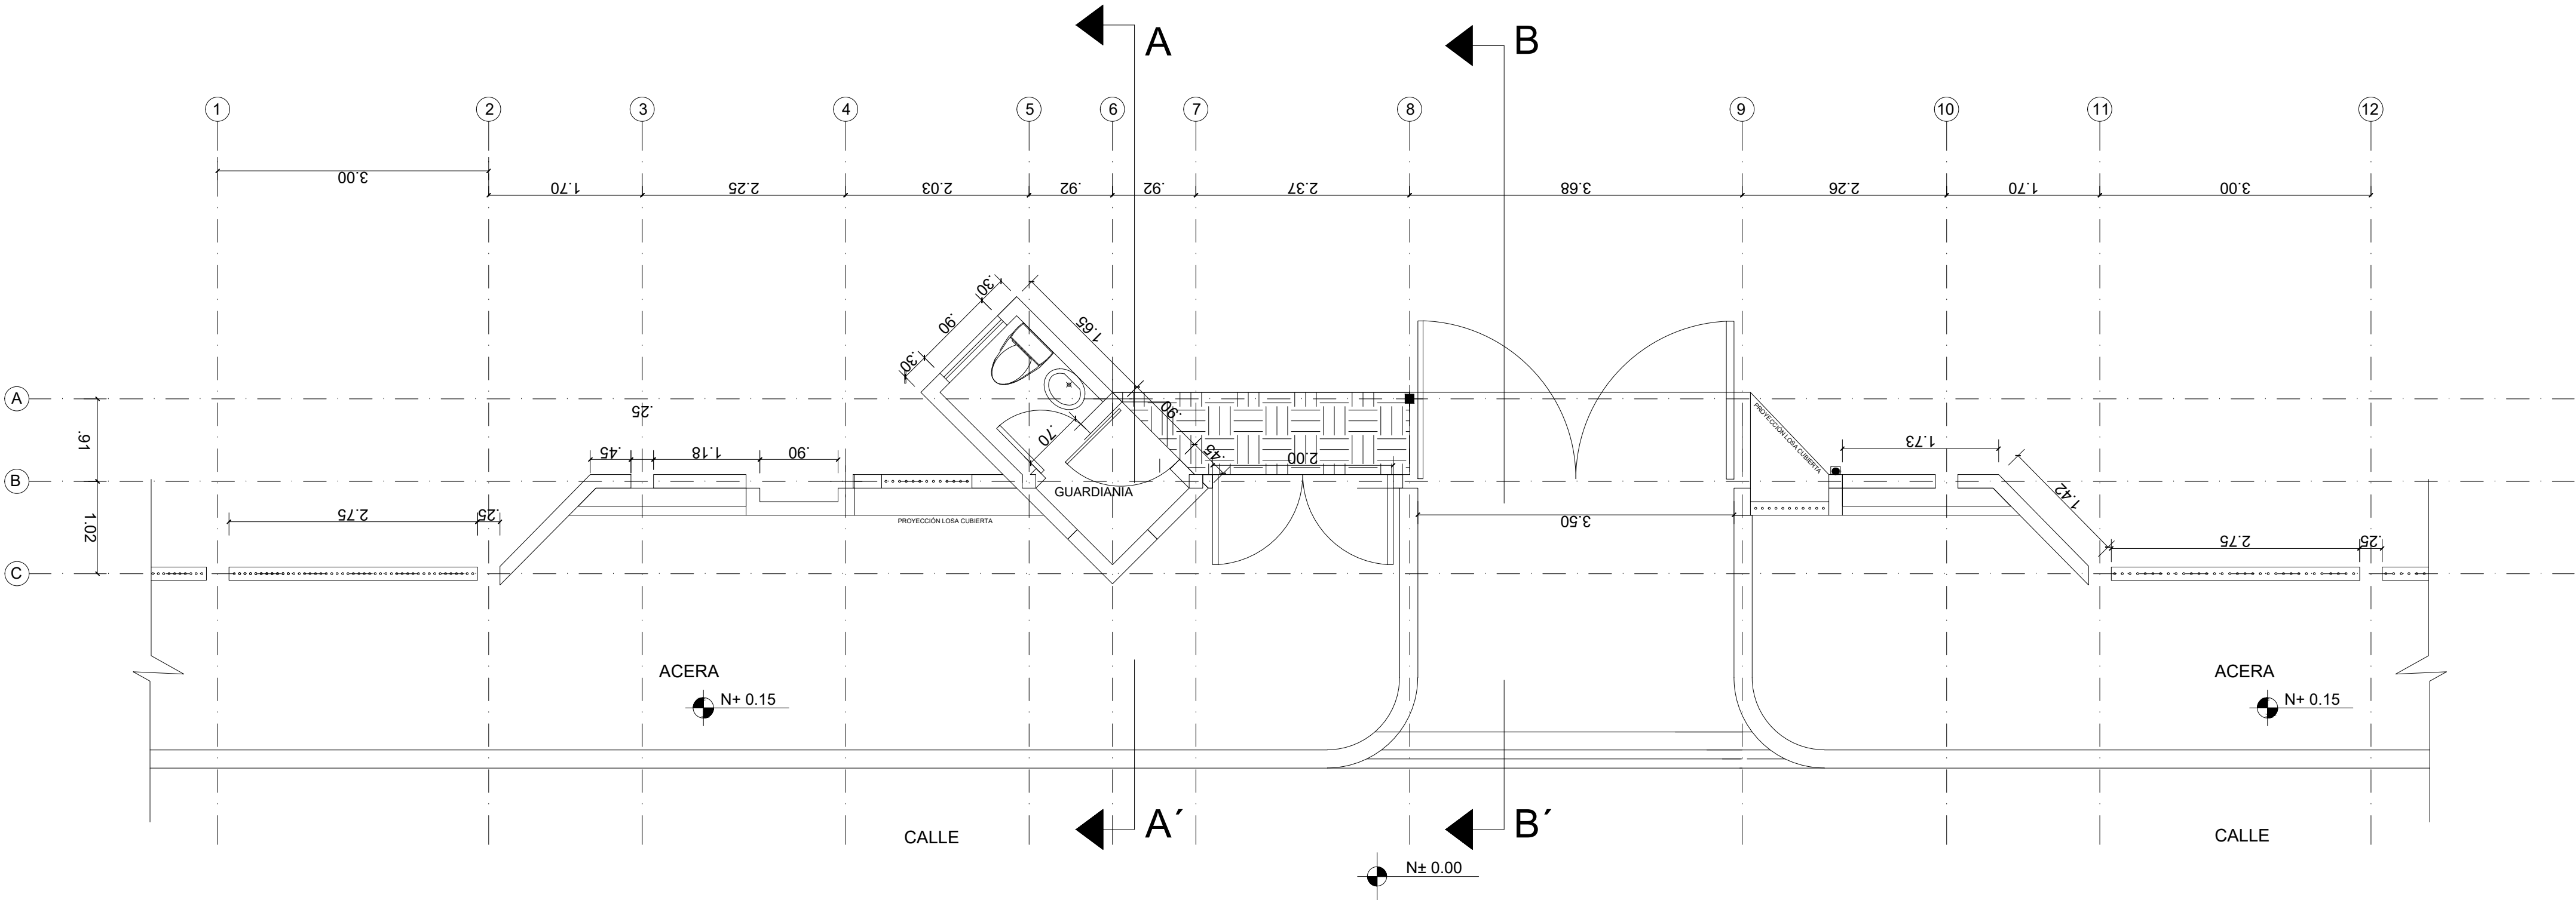 A
B
1
2
3
4
5
6
7
8
9
10
11
12
3.00
1.70
2.25
2.03
.92
.92
2.37
3.68
2.26
1.70
3.00
.30
.90
.30
1.65
.90
.45
.70
A
.91
.25
.45
1.18
.90
2.00
1.73
PROYECCIÓN LOSA CUBIERTA
B
GUARDIANIA
1.42
1.02
2.75
.25
PROYECCIÓN LOSA CUBIERTA
3.50
2.75
.25
C
ACERA
N+ 0.15
ACERA
N+ 0.15
A´
B´
CALLE
CALLE
N± 0.00